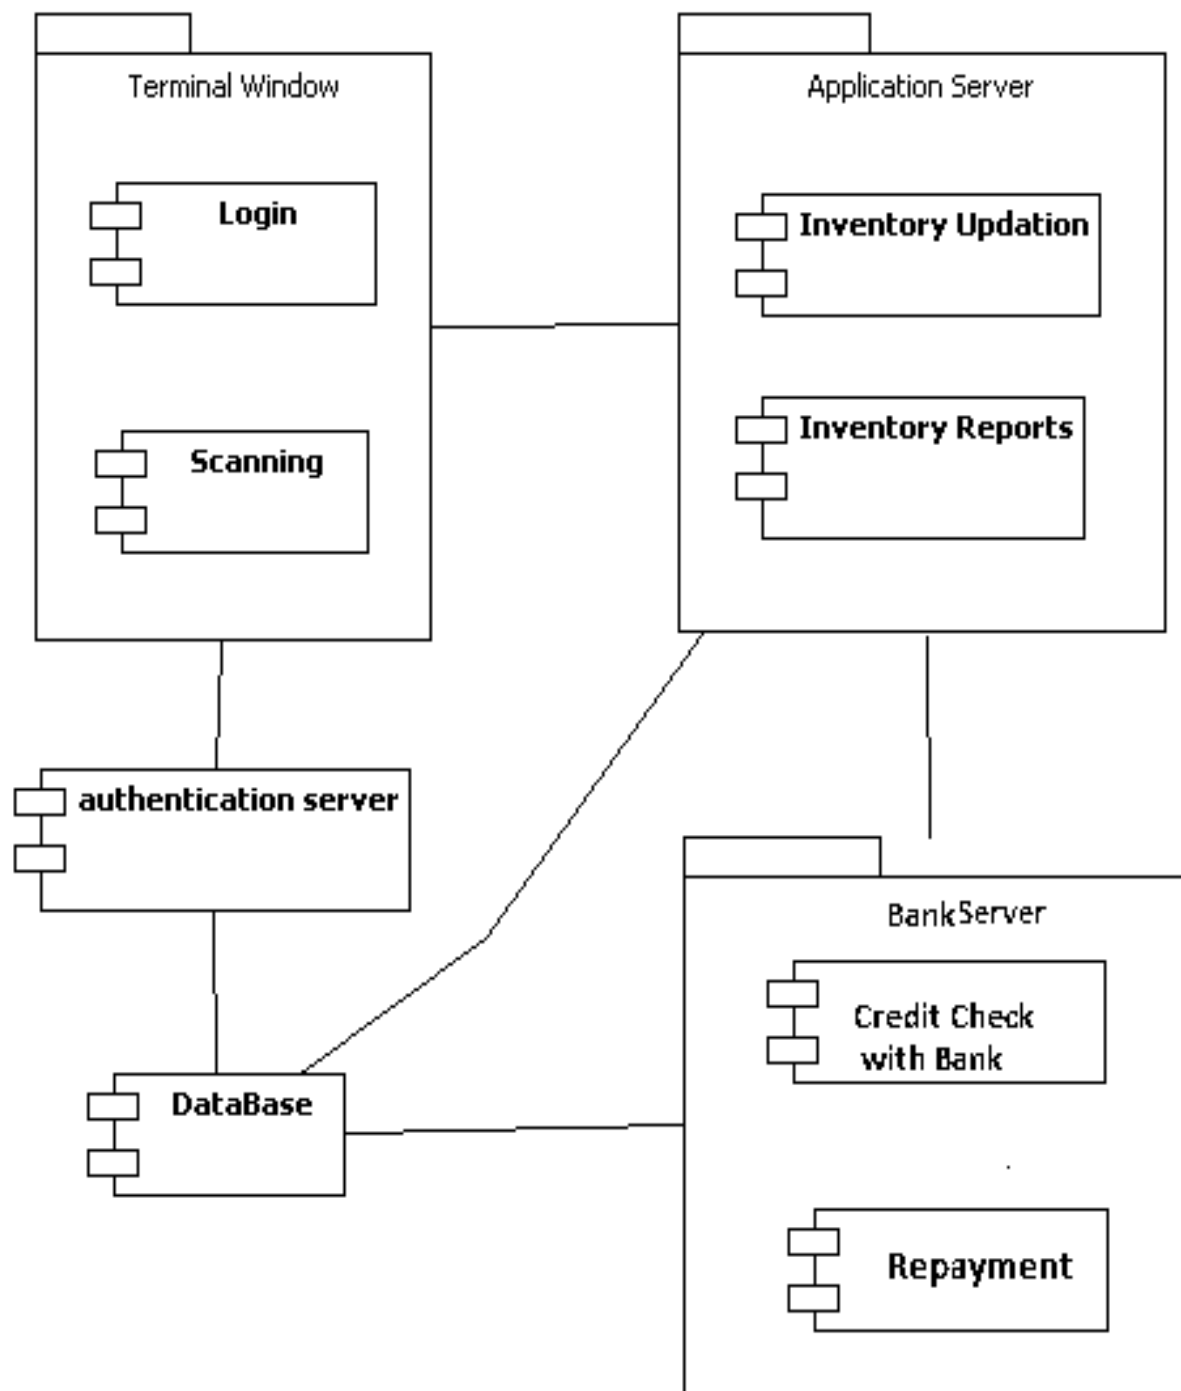 Terminal Window
Login
Scanning
Application Server
Inventory Updation
Inventory Reports
authentication server
DataBase
BankServer
Credit Check
with Bank
Repayment